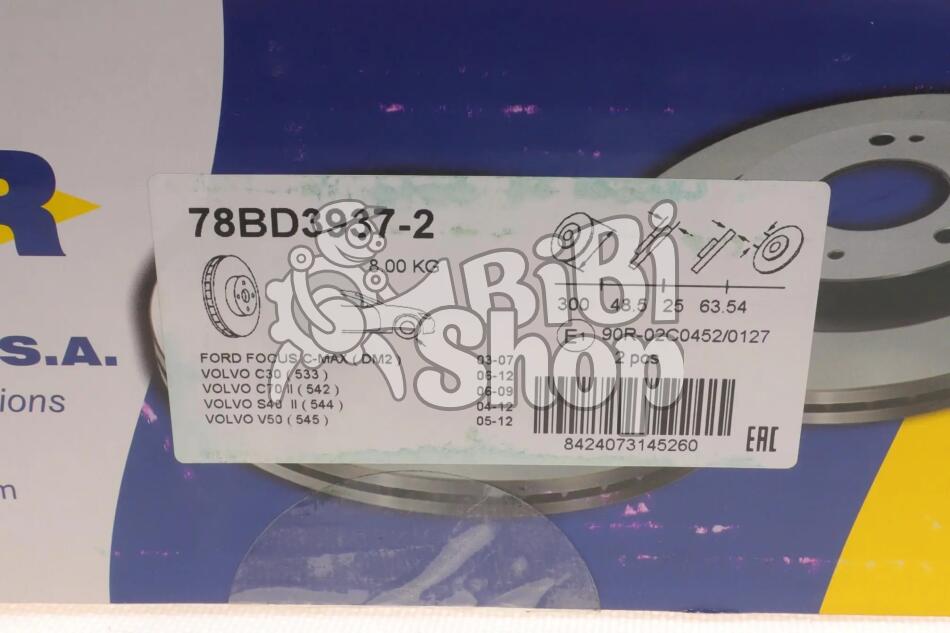 R
S.A.
ions
m
78BD3937-2
8.00 KG
300 48.5 25 63.54
E1 90R-02C0452/0127
2 pcs
FORD FOCUS C-MAX ( DM2 ) 03-07
VOLVO C30 ( 533 ) 06-12
VOLVO C70 II ( 542 ) 06-09
VOLVO S40 II ( 544 ) 04-12
VOLVO V50 ( 545 ) 05-12
8424073145260
EAC
BiBi
Shop